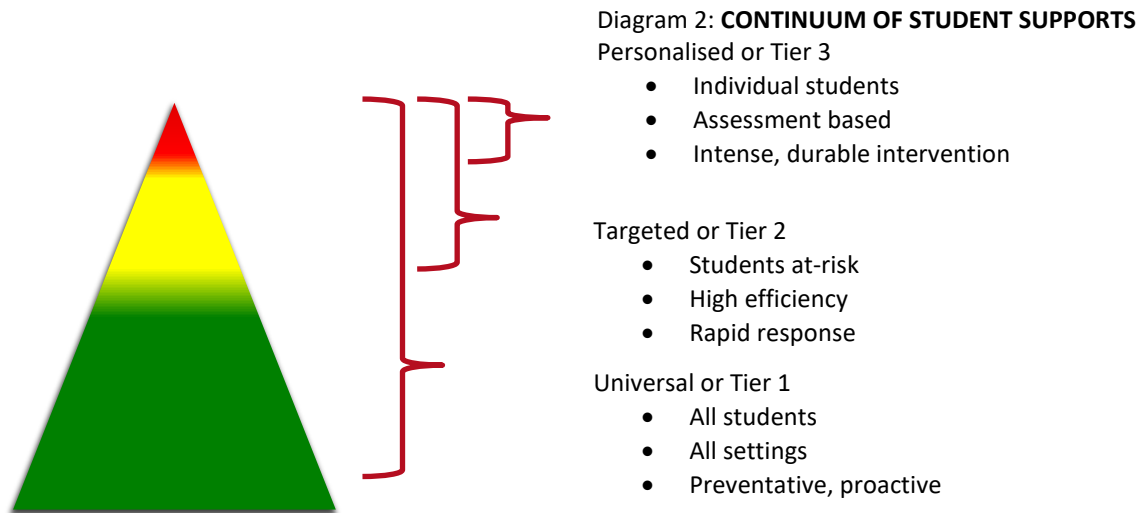 Diagram 2: CONTINUUM OF STUDENT SUPPORTS
Personalised or Tier 3
• Individual students
• Assessment based
• Intense, durable intervention
Targeted or Tier 2
• Students at-risk
• High efficiency
• Rapid response
Universal or Tier 1
• All students
• All settings
• Preventative, proactive